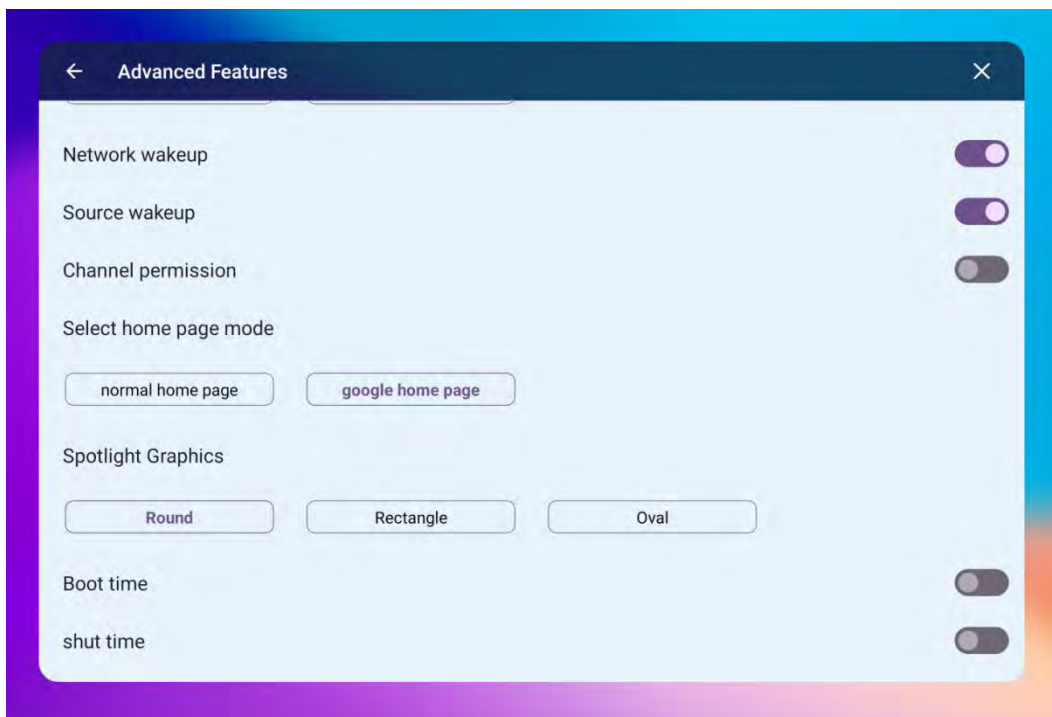 Advanced Features
Network wakeup
Source wakeup
Channel permission
Select home page mode
normal home page google home page
Spotlight Graphics
Round Rectangle Oval
Boot time
shut time